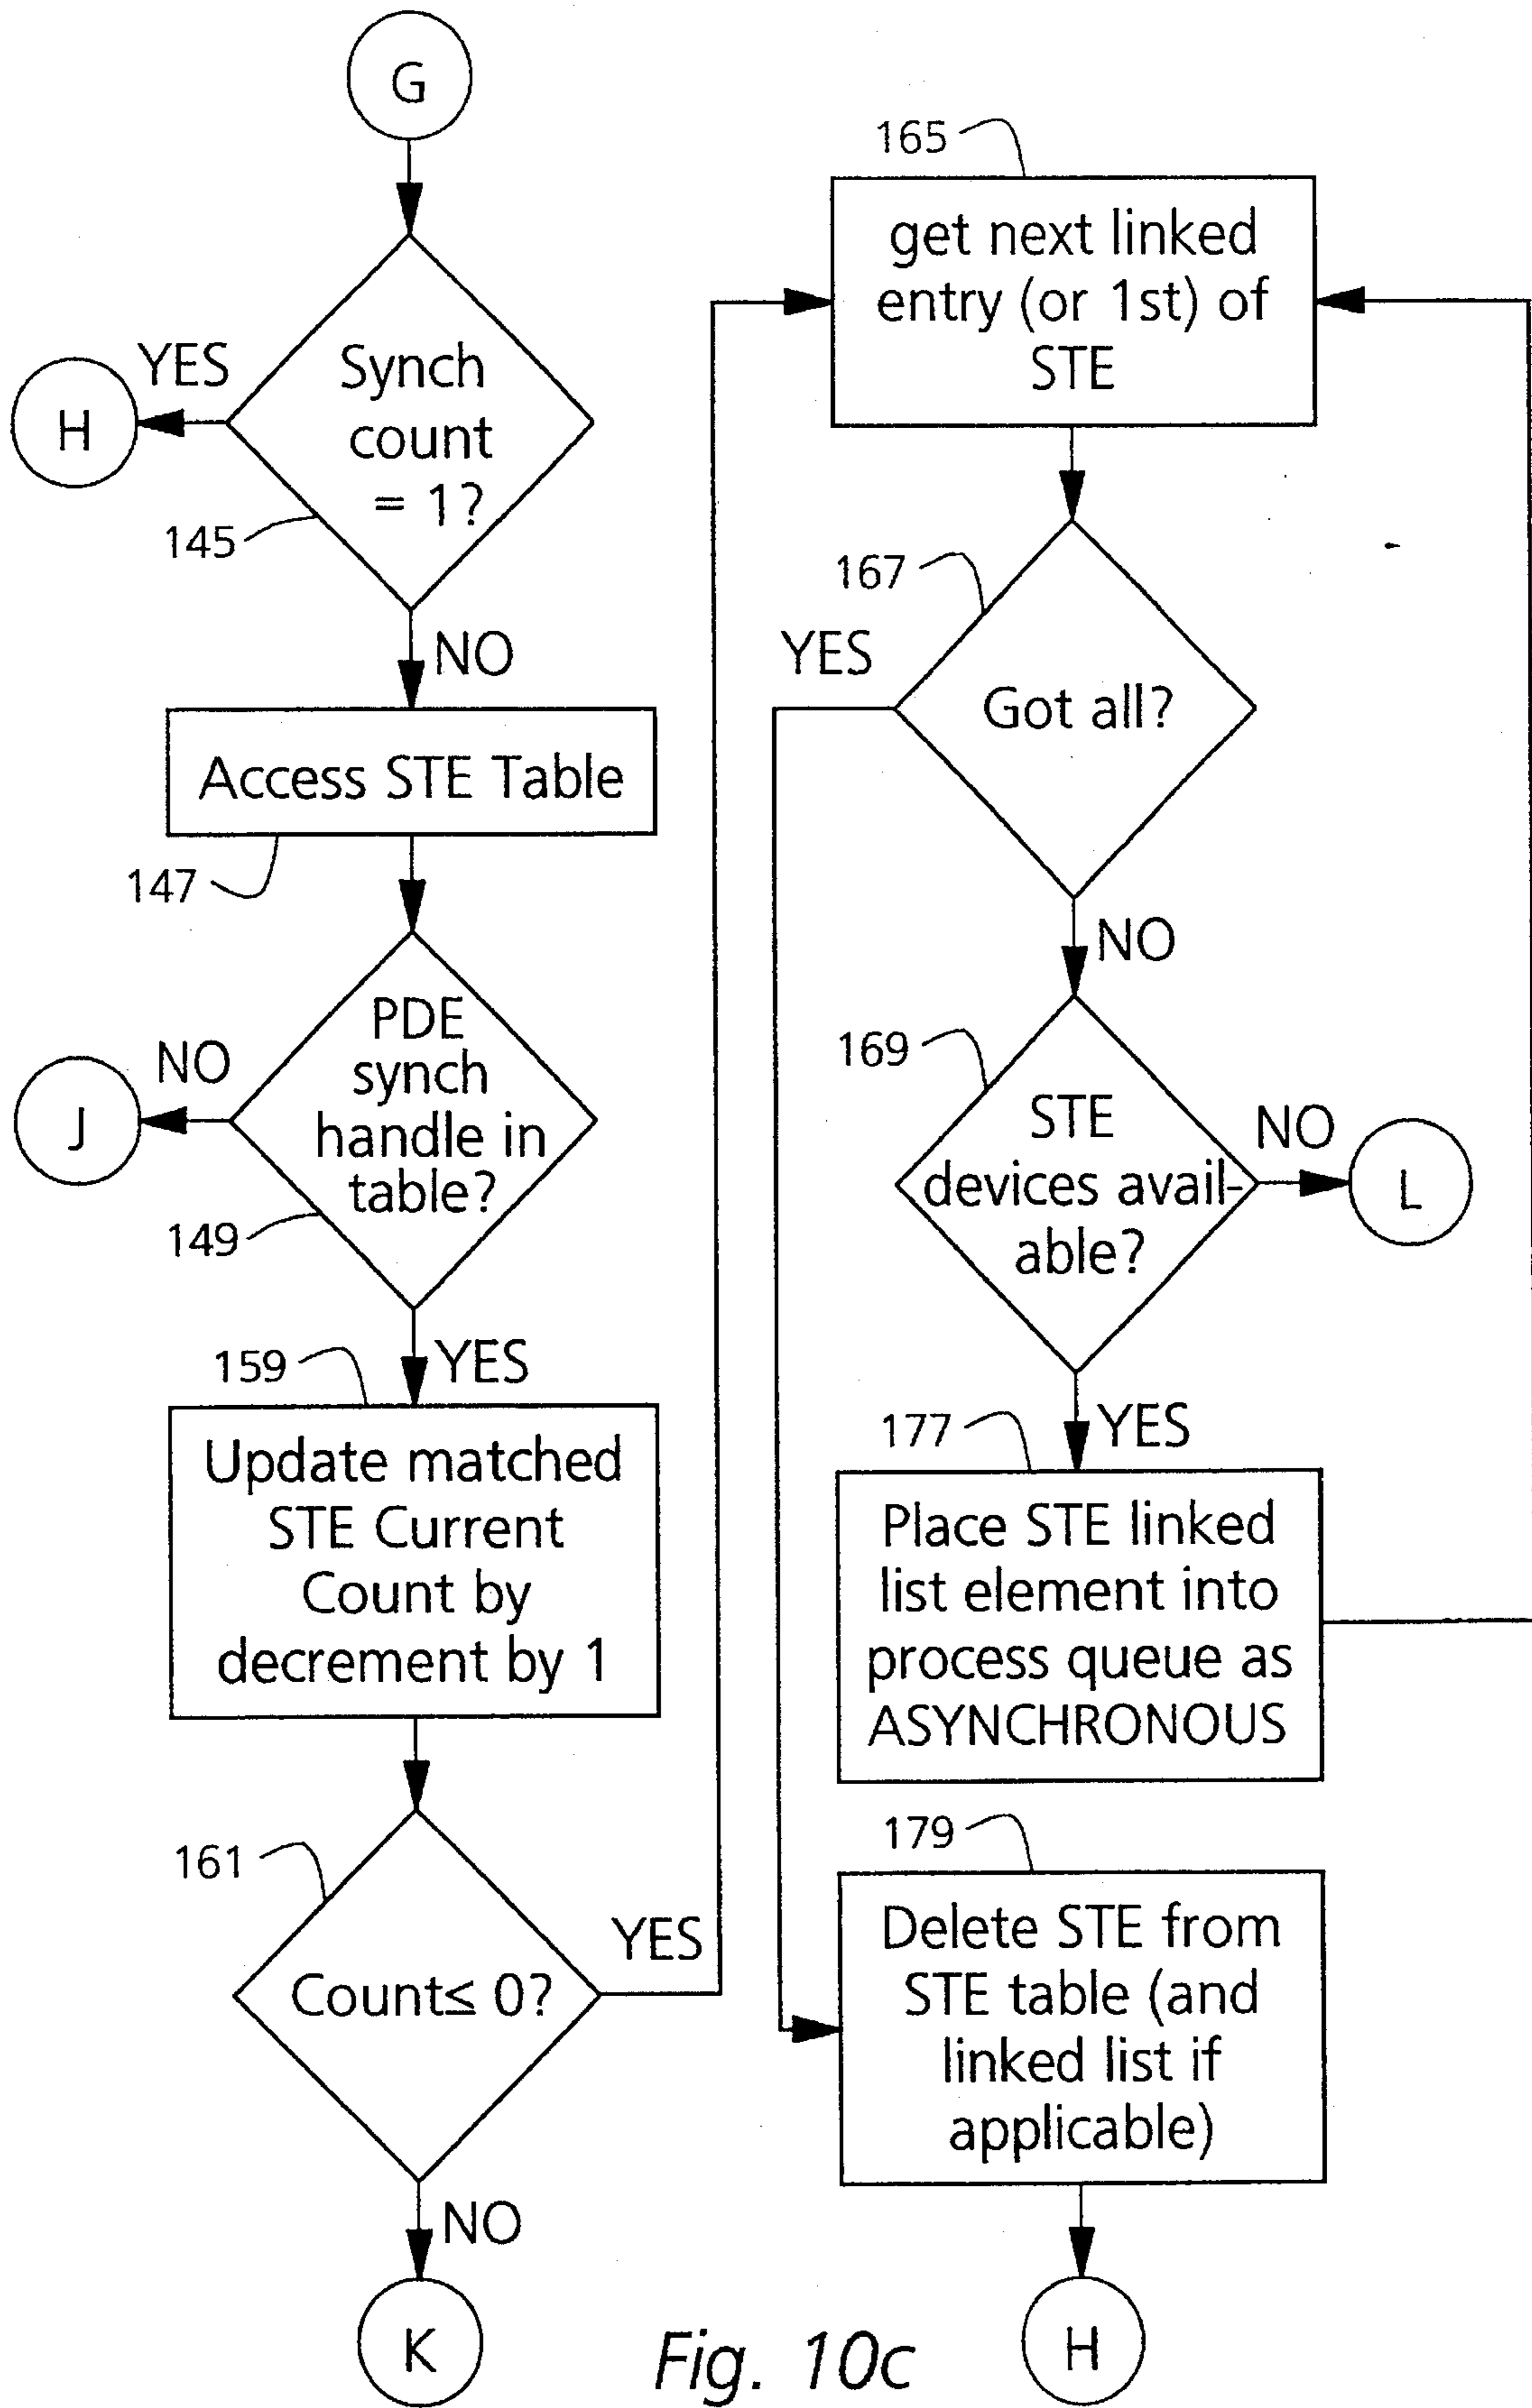 G
Synch
count
= 1?
YES
H
145
NO
Access STE Table
147
PDE
synch
handle in
table?
NO
J
149
YES
159
Update matched
STE Current
Count by
decrement by 1
161
Count≤ 0?
YES
NO
K
165
get next linked
entry (or 1st) of
STE
167
YES
Got all?
NO
169
STE
devices avail-
able?
NO
L
YES
177
Place STE linked
list element into
process queue as
ASYNCHRONOUS
179
Delete STE from
STE table (and
linked list if
applicable)
H
Fig. 10c